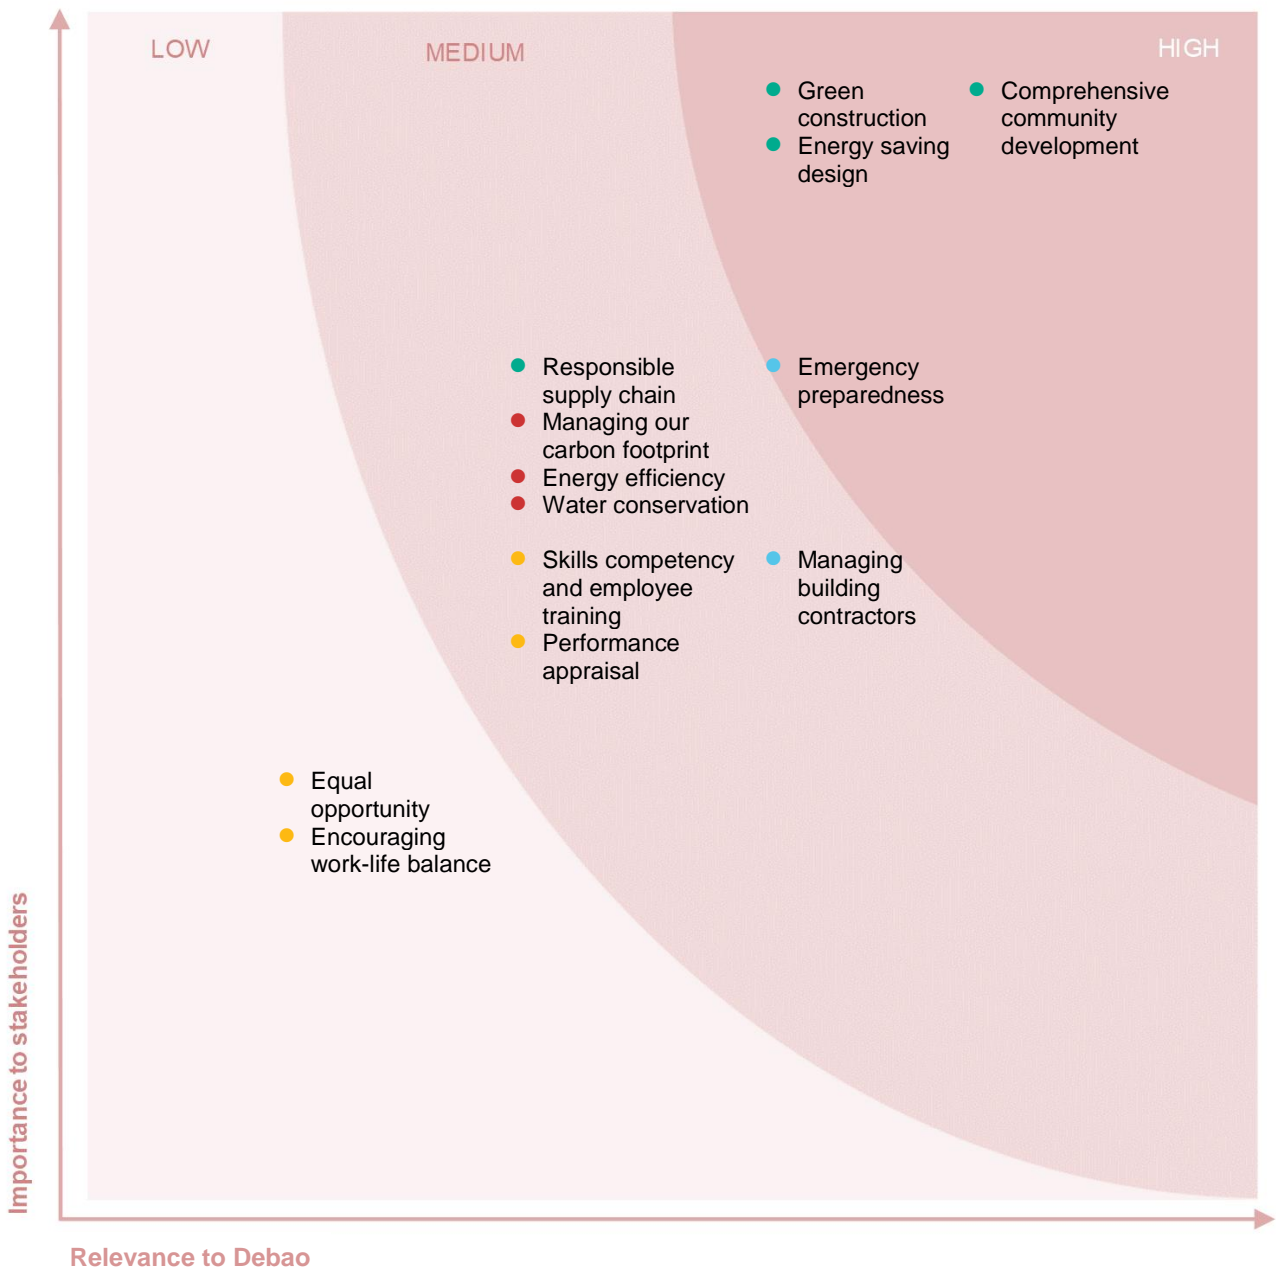 LOW
MEDIUM
HIGH
Green
construction
Energy saving
design
Comprehensive
community
development
Responsible
supply chain
Managing our
carbon footprint
Energy efficiency
Water conservation
Emergency
preparedness
Skills competency
and employee
training
Performance
appraisal
Managing
building
contractors
Equal
opportunity
Encouraging
work-life balance
Importance to stakeholders
Relevance to Debao